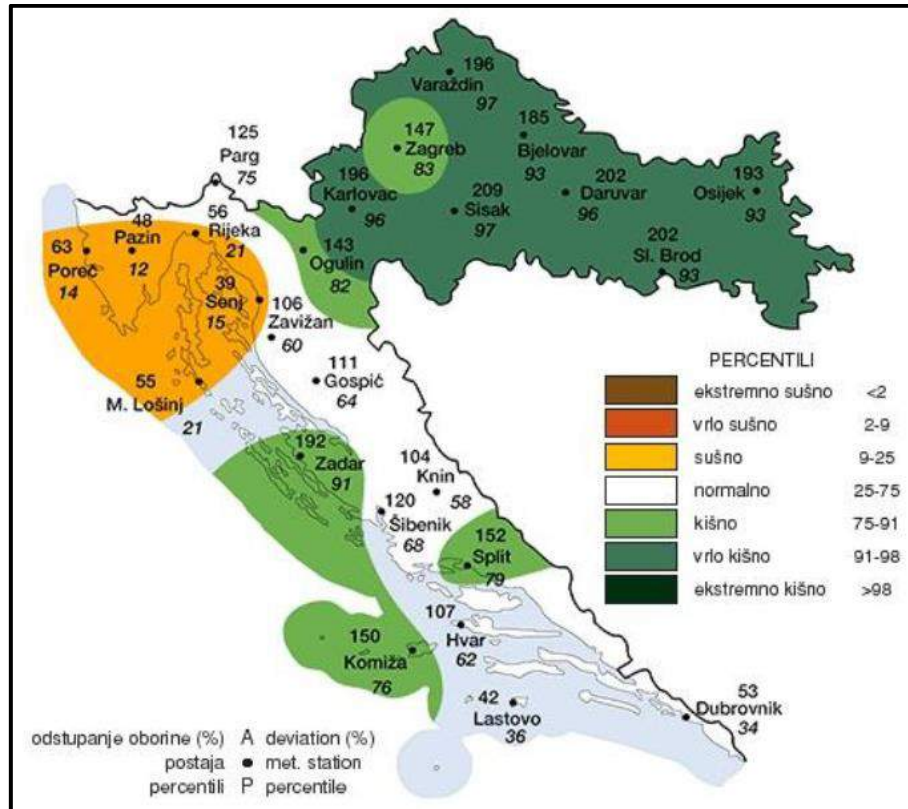 196
Varaždin
97
147
Zagreb
83
185
Bjelovar
93
125
Parg
75
196
Karlovac
96
209
Sisak
97
202
Daruvar
96
193
Osijek
93
202
Sl. Brod
93
63
Poreč
14
48
Pazin
12
56
Rijeka
21
143
Ogulin
82
39
Senj
15
106
Zavižan
60
55
M. Lošinj
21
111
Gospić
64
192
Zadar
91
104
Knin
58
120
Šibenik
68
152
Split
79
107
Hvar
62
150
Komiža
76
42
Lastovo
36
53
Dubrovnik
34
PERCENTILI
ekstremno sušno <2
vrlo sušno 2-9
sušno 9-25
normalno 25-75
kišno 75-91
vrlo kišno 91-98
ekstremno kišno >98
odstupanje oborine (%) A deviation (%)
postaja ● met. station
percentili P percentile